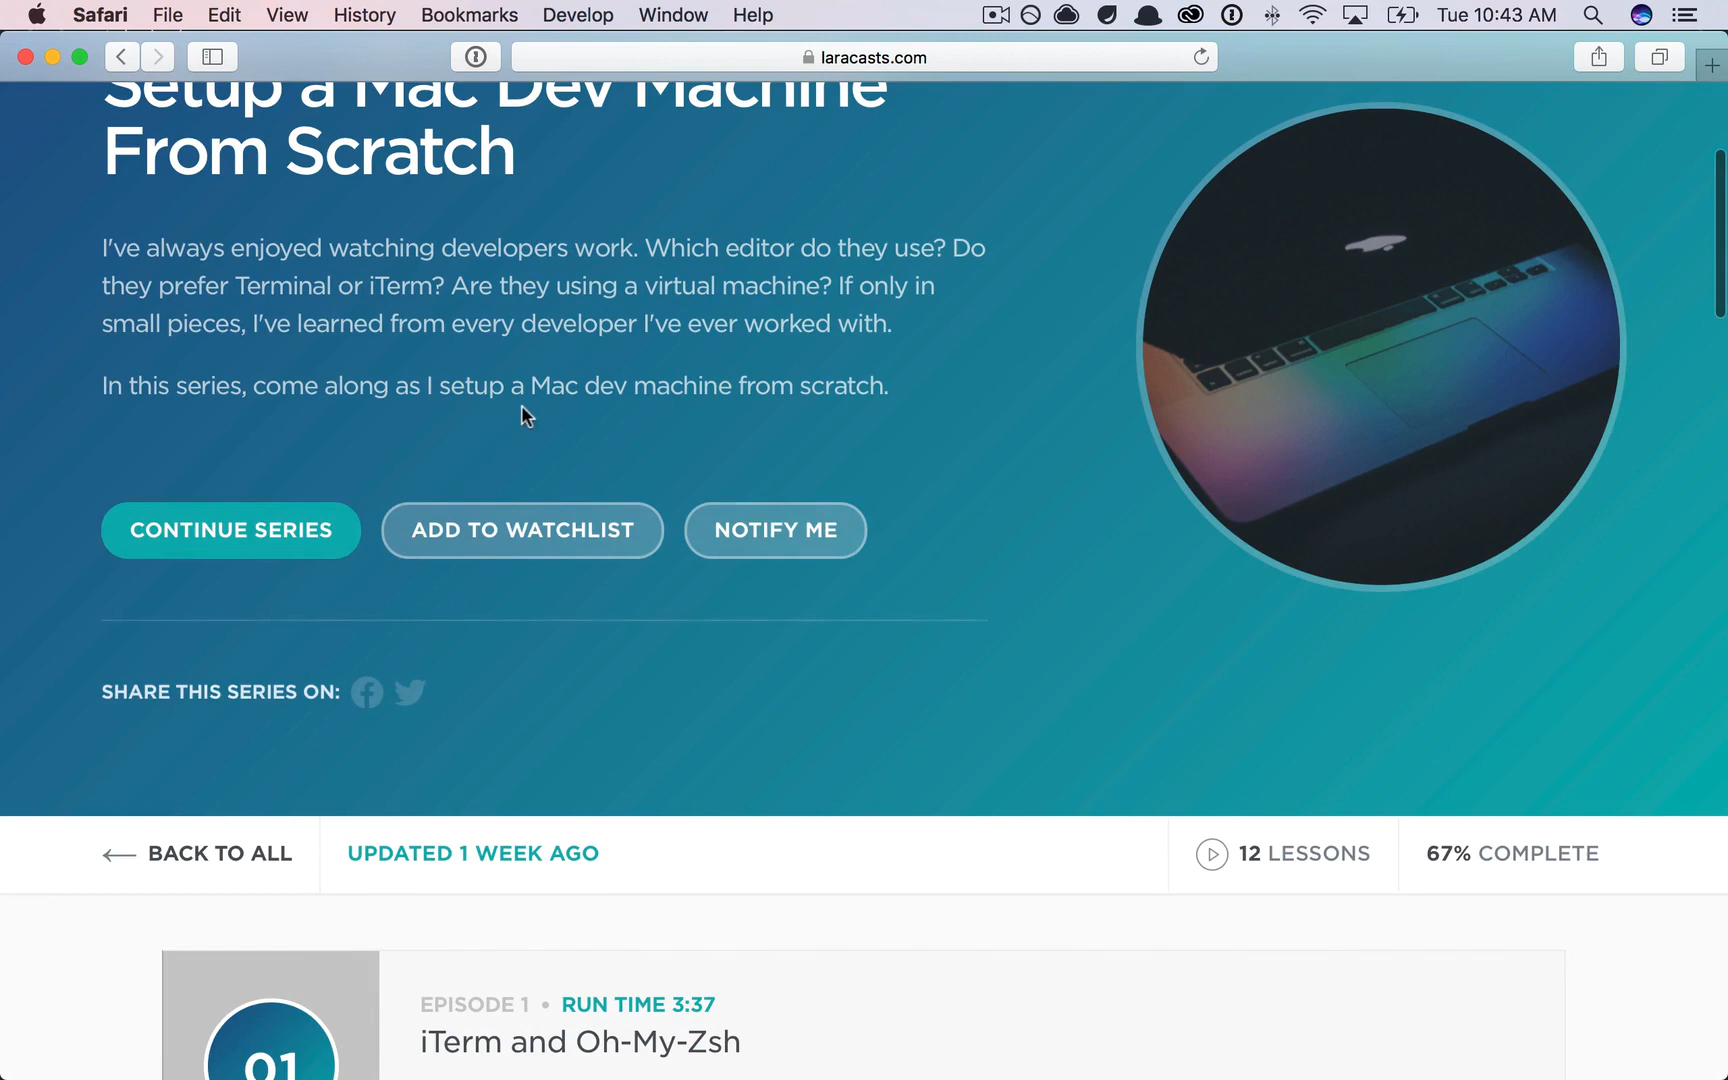 Safari File Edit View History Bookmarks Develop Window Help Tue 10:43 AM
laracasts.com
Setup a Mac Dev Machine
From Scratch
I've always enjoyed watching developers work. Which editor do they use? Do
they prefer Terminal or iTerm? Are they using a virtual machine? If only in
small pieces, I've learned from every developer I've ever worked with.
In this series, come along as I setup a Mac dev machine from scratch.
CONTINUE SERIES ADD TO WATCHLIST NOTIFY ME
SHARE THIS SERIES ON:
BACK TO ALL UPDATED 1 WEEK AGO 12 LESSONS 67% COMPLETE
EPISODE 1 • RUN TIME 3:37
iTerm and Oh-My-Zsh
01